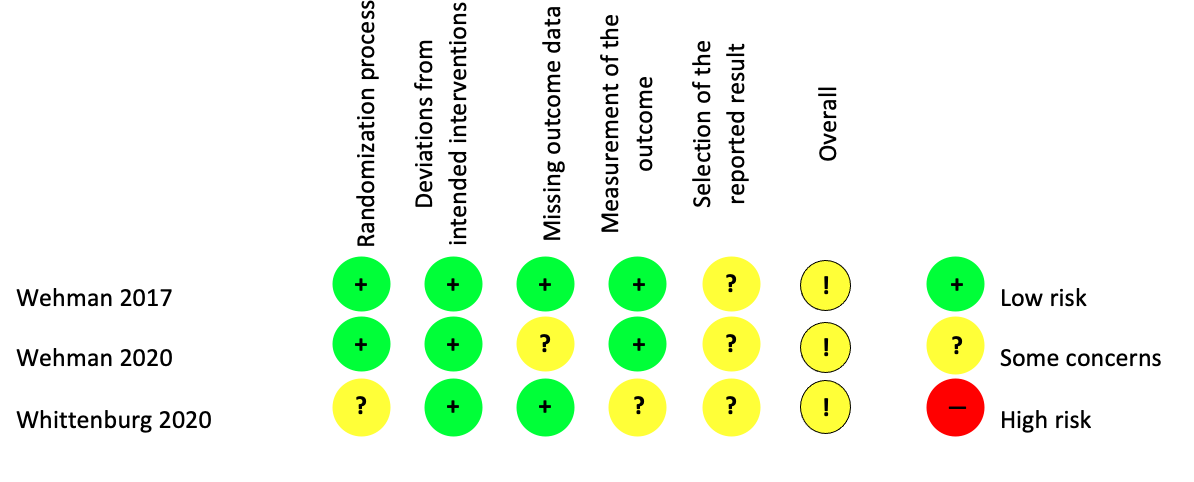 Randomization process
Deviations from
intended interventions
Missing outcome data
Measurement of the
outcome
Selection of the
reported result
Overall
Wehman 2017 + + + + ? !
+ Low risk
Wehman 2020 + + ? + ? !
? Some concerns
Whittenburg 2020 ? + + ? ? !
– High risk